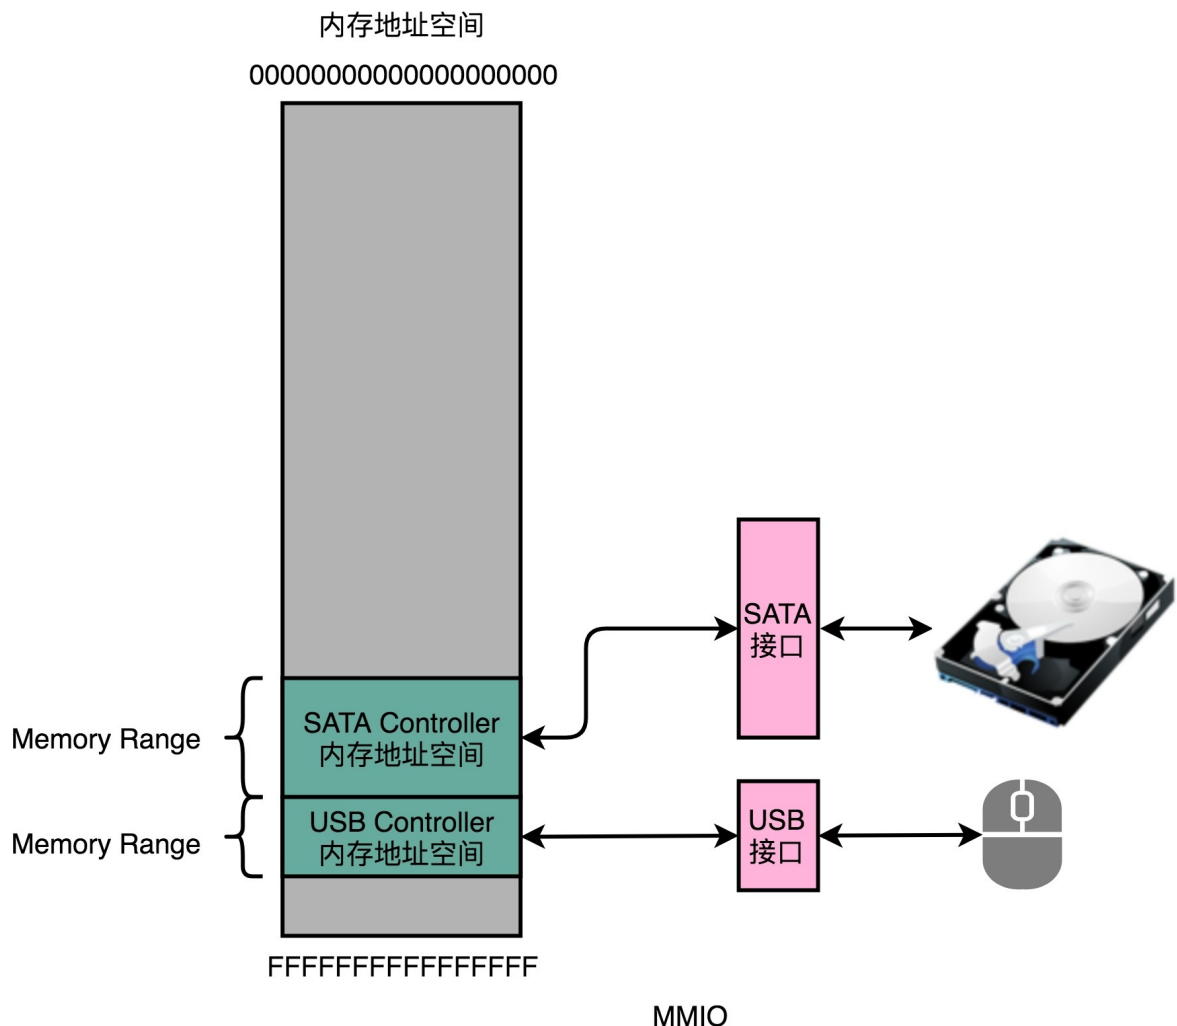 内存地址空间
00000000000000000000
SATA
接口
SATA Controller
内存地址空间
Memory Range
USB Controller
内存地址空间
Memory Range
USB
接口
FFFFFFFFFFFFFFFF
MMIO